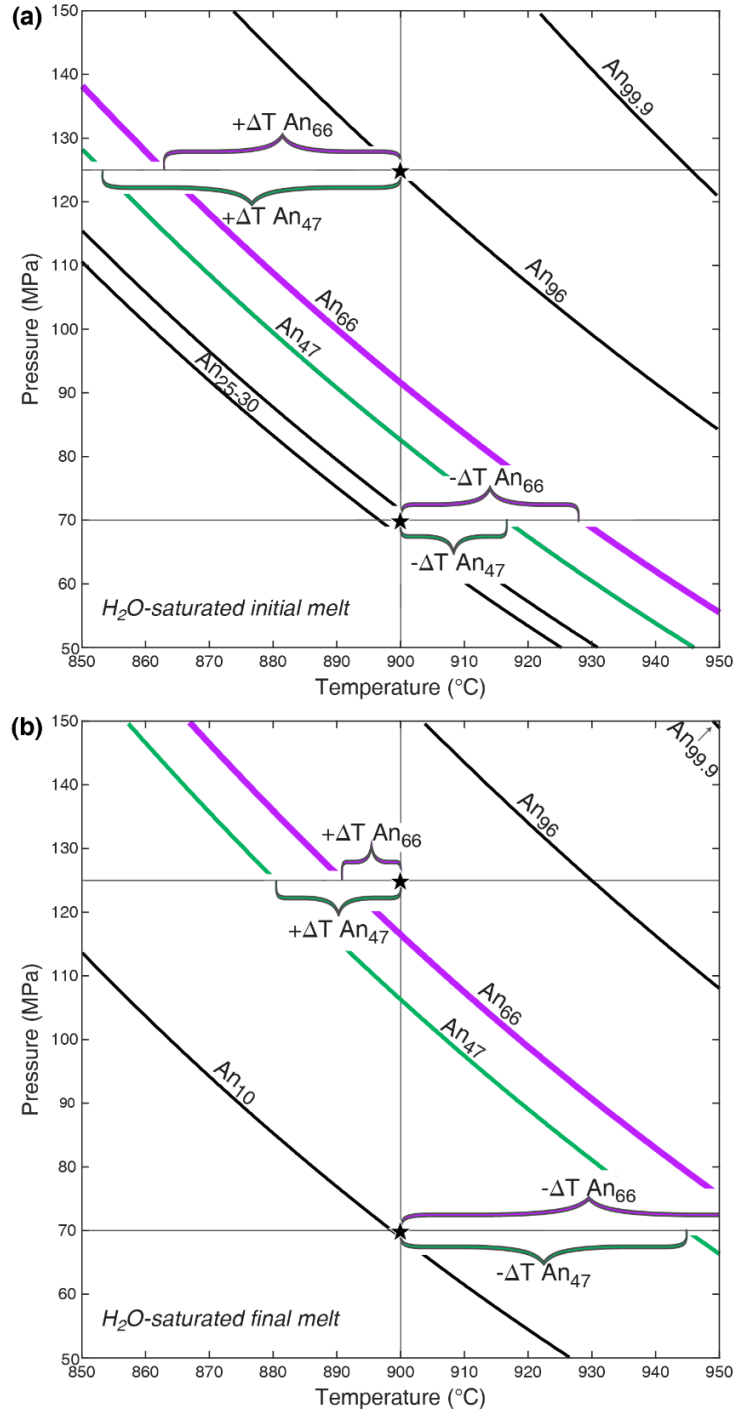 (a)
150
140
130
120
110
100
90
80
70
60
50
Pressure (MPa)
An99.9
+ΔT An66
+ΔT An47
An96
An66
An47
An25-30
-ΔT An66
-ΔT An47
H2O-saturated initial melt
850 860 870 880 890 900 910 920 930 940 950
Temperature (°C)
(b)
150
140
130
120
110
100
90
80
70
60
50
Pressure (MPa)
An99.9
An96
+ΔT An66
+ΔT An47
An66
An47
An10
-ΔT An66
-ΔT An47
H2O-saturated final melt
850 860 870 880 890 900 910 920 930 940 950
Temperature (°C)